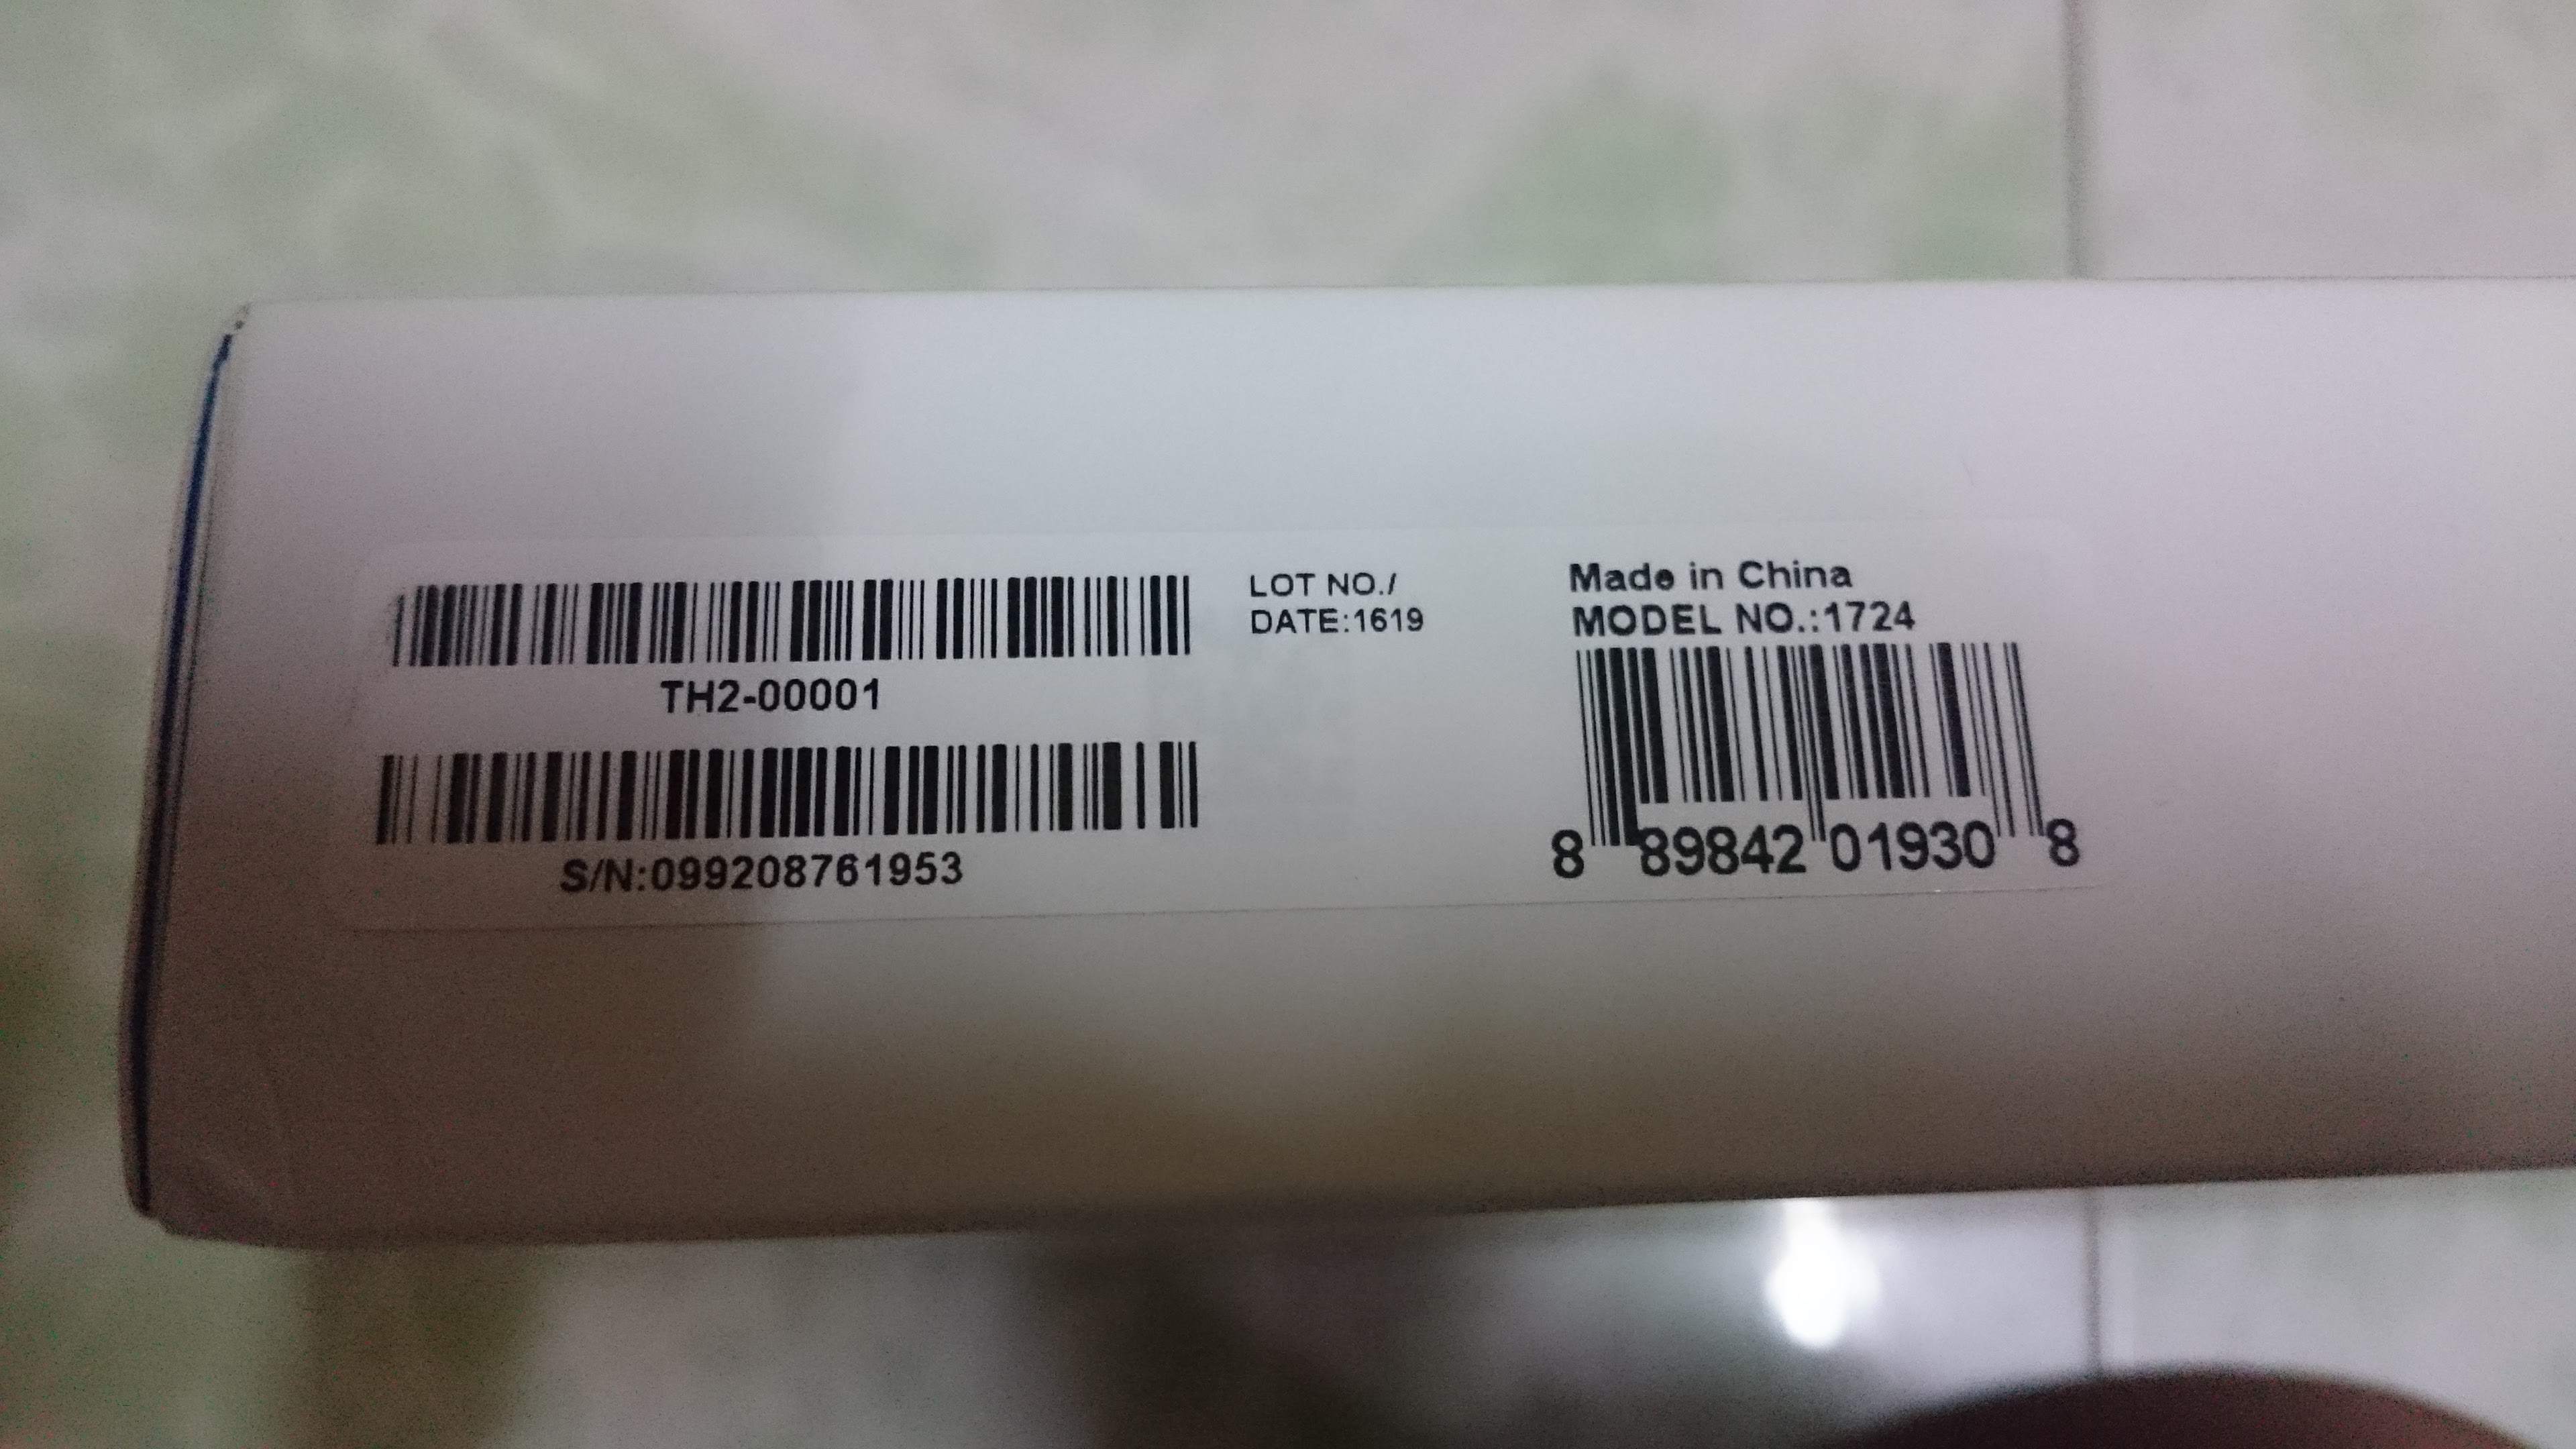 TH2-00001
S/N:099208761953
LOT NO./
DATE:1619
Made in China
MODEL NO.:1724
8 89842 01930 8